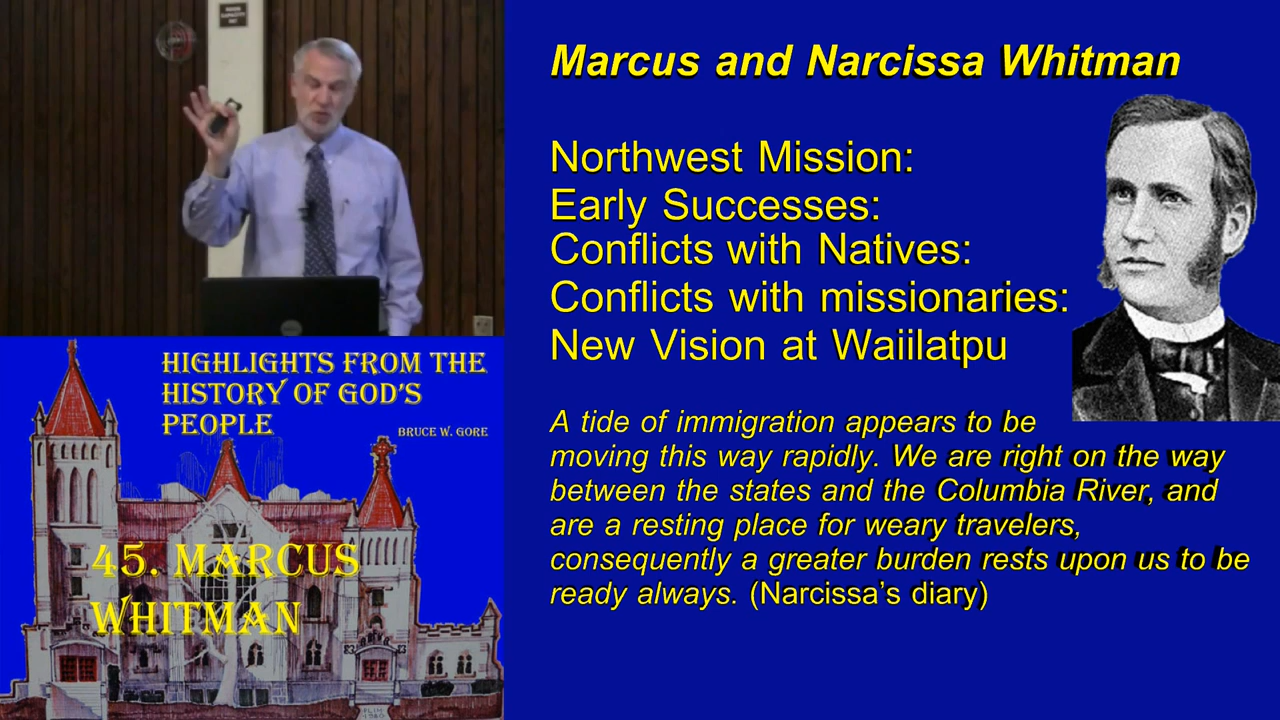 Marcus and Narcissa Whitman
Northwest Mission:
Early Successes:
Conflicts with Natives:
Conflicts with missionaries:
New Vision at Waiilatpu
A tide of immigration appears to be
moving this way rapidly. We are right on the way
between the states and the Columbia River, and
are a resting place for weary travelers,
consequently a greater burden rests upon us to be
ready always. (Narcissa's diary)
HIGHLIGHTS FROM THE
HISTORY OF GOD'S
PEOPLE
BRUCE W. GORE
45. MARCUS
WHITMAN